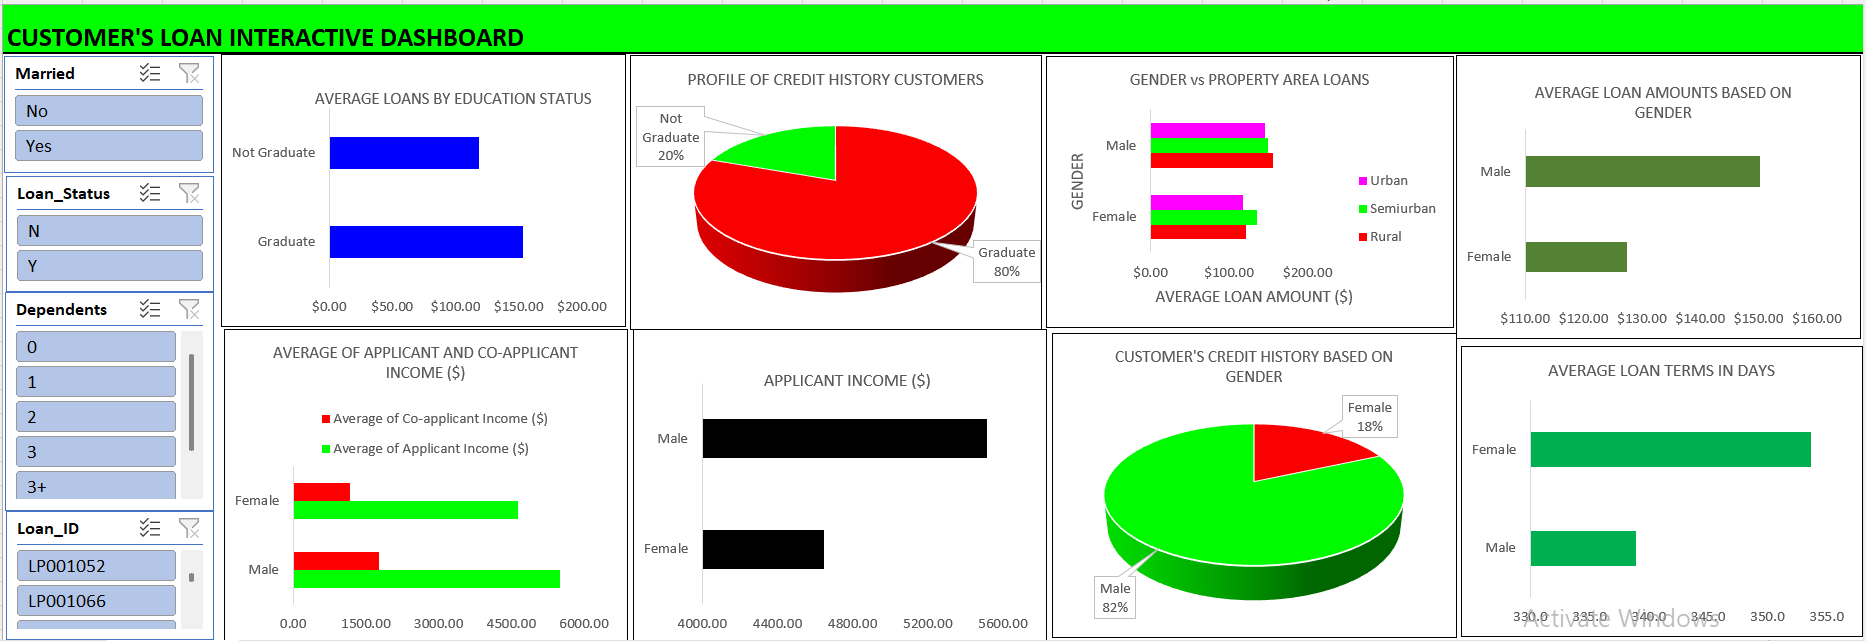 CUSTOMER'S LOAN INTERACTIVE DASHBOARD
Married
No
Yes
Loan_Status
N
Y
Dependents
0
1
2
3
3+
Loan_ID
LP001052
LP001066
AVERAGE LOANS BY EDUCATION STATUS
Not Graduate
Graduate
$0.00 $50.00 $100.00 $150.00 $200.00
PROFILE OF CREDIT HISTORY CUSTOMERS
Not
Graduate
20%
Graduate
80%
GENDER vs PROPERTY AREA LOANS
GENDER
Male
Female
Urban
Semiurban
Rural
$0.00 $100.00 $200.00
AVERAGE LOAN AMOUNT ($)
AVERAGE LOAN AMOUNTS BASED ON
GENDER
Male
Female
$110.00 $120.00 $130.00 $140.00 $150.00 $160.00
AVERAGE OF APPLICANT AND CO-APPLICANT
INCOME ($)
Average of Co-applicant Income ($)
Average of Applicant Income ($)
Female
Male
0.00 1500.00 3000.00 4500.00 6000.00
APPLICANT INCOME ($)
Male
Female
4000.00 4400.00 4800.00 5200.00 5600.00
CUSTOMER'S CREDIT HISTORY BASED ON
GENDER
Female
18%
Male
82%
AVERAGE LOAN TERMS IN DAYS
Female
Male
330.0 335.0 340.0 345.0 350.0 355.0
Activate Windows